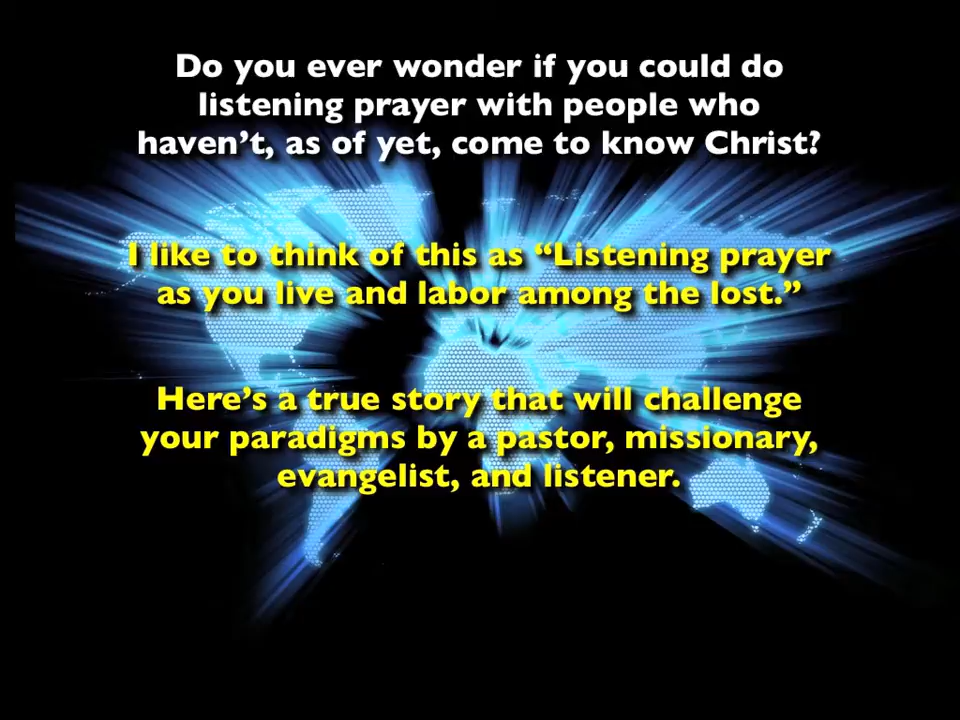 Do you ever wonder if you could do
listening prayer with people who
haven’t, as of yet, come to know Christ?
I like to think of this as “Listening prayer
as you live and labor among the lost.”
Here’s a true story that will challenge
your paradigms by a pastor, missionary,
evangelist, and listener.